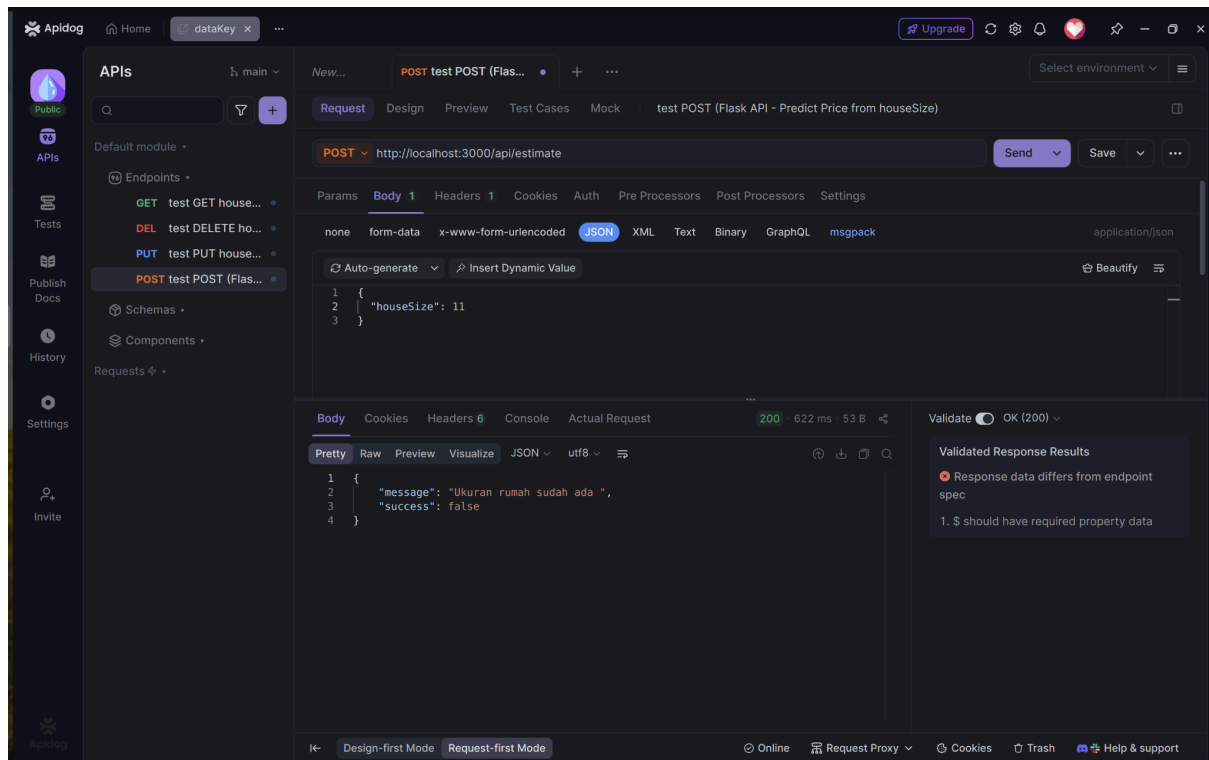 Apidog Home dataKey × ··· Upgrade
APIs main New... POST test POST (Flas... • + ··· Select environment
Public
Request Design Preview Test Cases Mock test POST (Flask API - Predict Price from houseSize)
APIs
Default module
POST http://localhost:3000/api/estimate Send Save ···
Endpoints
GET test GET house...
Params Body 1 Headers 1 Cookies Auth Pre Processors Post Processors Settings
Tests
DEL test DELETE ho...
none form-data x-www-form-urlencoded JSON XML Text Binary GraphQL msgpack application/json
PUT test PUT house...
Auto-generate Insert Dynamic Value Beautify
Publish
Docs
POST test POST (Flas...
1 {
2 "houseSize": 11
3 }
Schemas
History
Components
Requests
Settings
Body Cookies Headers 6 Console Actual Request 200 622 ms 53 B Validate OK (200)
Pretty Raw Preview Visualize JSON utf8
Validated Response Results
1 {
2 "message": "Ukuran rumah sudah ada ",
3 "success": false
4 }
Response data differs from endpoint
spec
1. $ should have required property data
Invite
Apidog
Design-first Mode Request-first Mode Online Request Proxy Cookies Trash Help & support